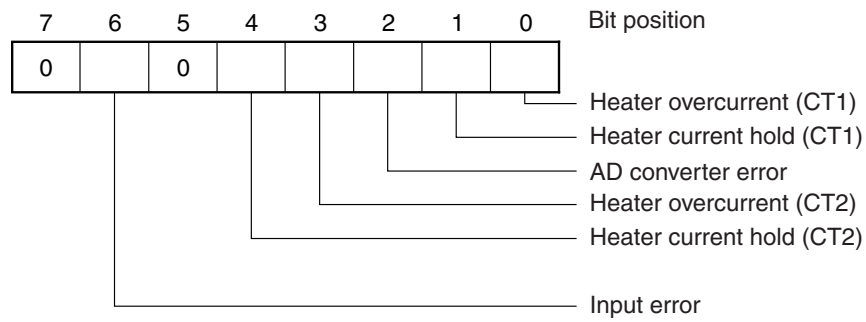 7 6 5 4 3 2 1 0 Bit position
0 0
Heater overcurrent (CT1)
Heater current hold (CT1)
AD converter error
Heater overcurrent (CT2)
Heater current hold (CT2)
Input error